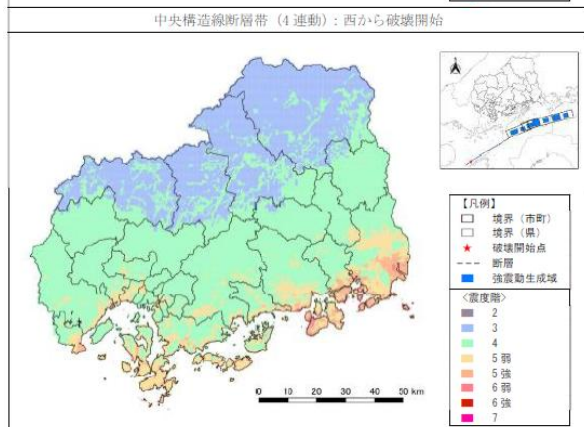 中央構造線断層帯（4連動）：西から破壊開始
【凡例】
境界（市町）
境界（県）
破壊開始点
断層
強震動生成域
<震度階>
2
3
4
5 弱
5 強
6 弱
6 強
7
0 10 20 30 40 50 km